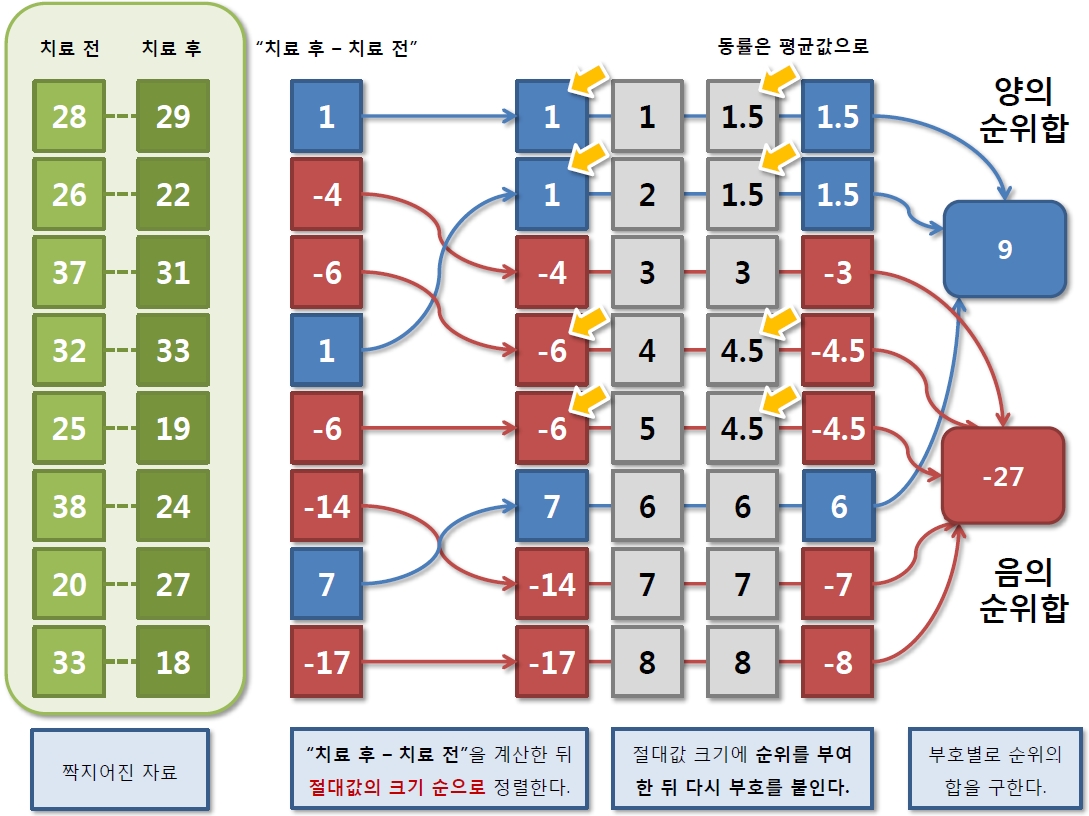 치료 전 치료 후 “치료 후 – 치료 전” 동률은 평균값으로
28 29 1 1 1 1.5 1.5
양의
순위합
26 22 -4 1 2 1.5 1.5
37 31 -6 -4 3 3 -3
9
32 33 1 -6 4 4.5 -4.5
25 19 -6 -6 5 4.5 -4.5
-27
38 24 -14 7 6 6 6
20 27 7 -14 7 7 -7
음의
순위합
33 18 -17 -17 8 8 -8
짝지어진 자료
“치료 후 – 치료 전”을 계산한 뒤
절대값의 크기 순으로 정렬한다.
절대값 크기에 순위를 부여
한 뒤 다시 부호를 붙인다.
부호별로 순위의
합을 구한다.